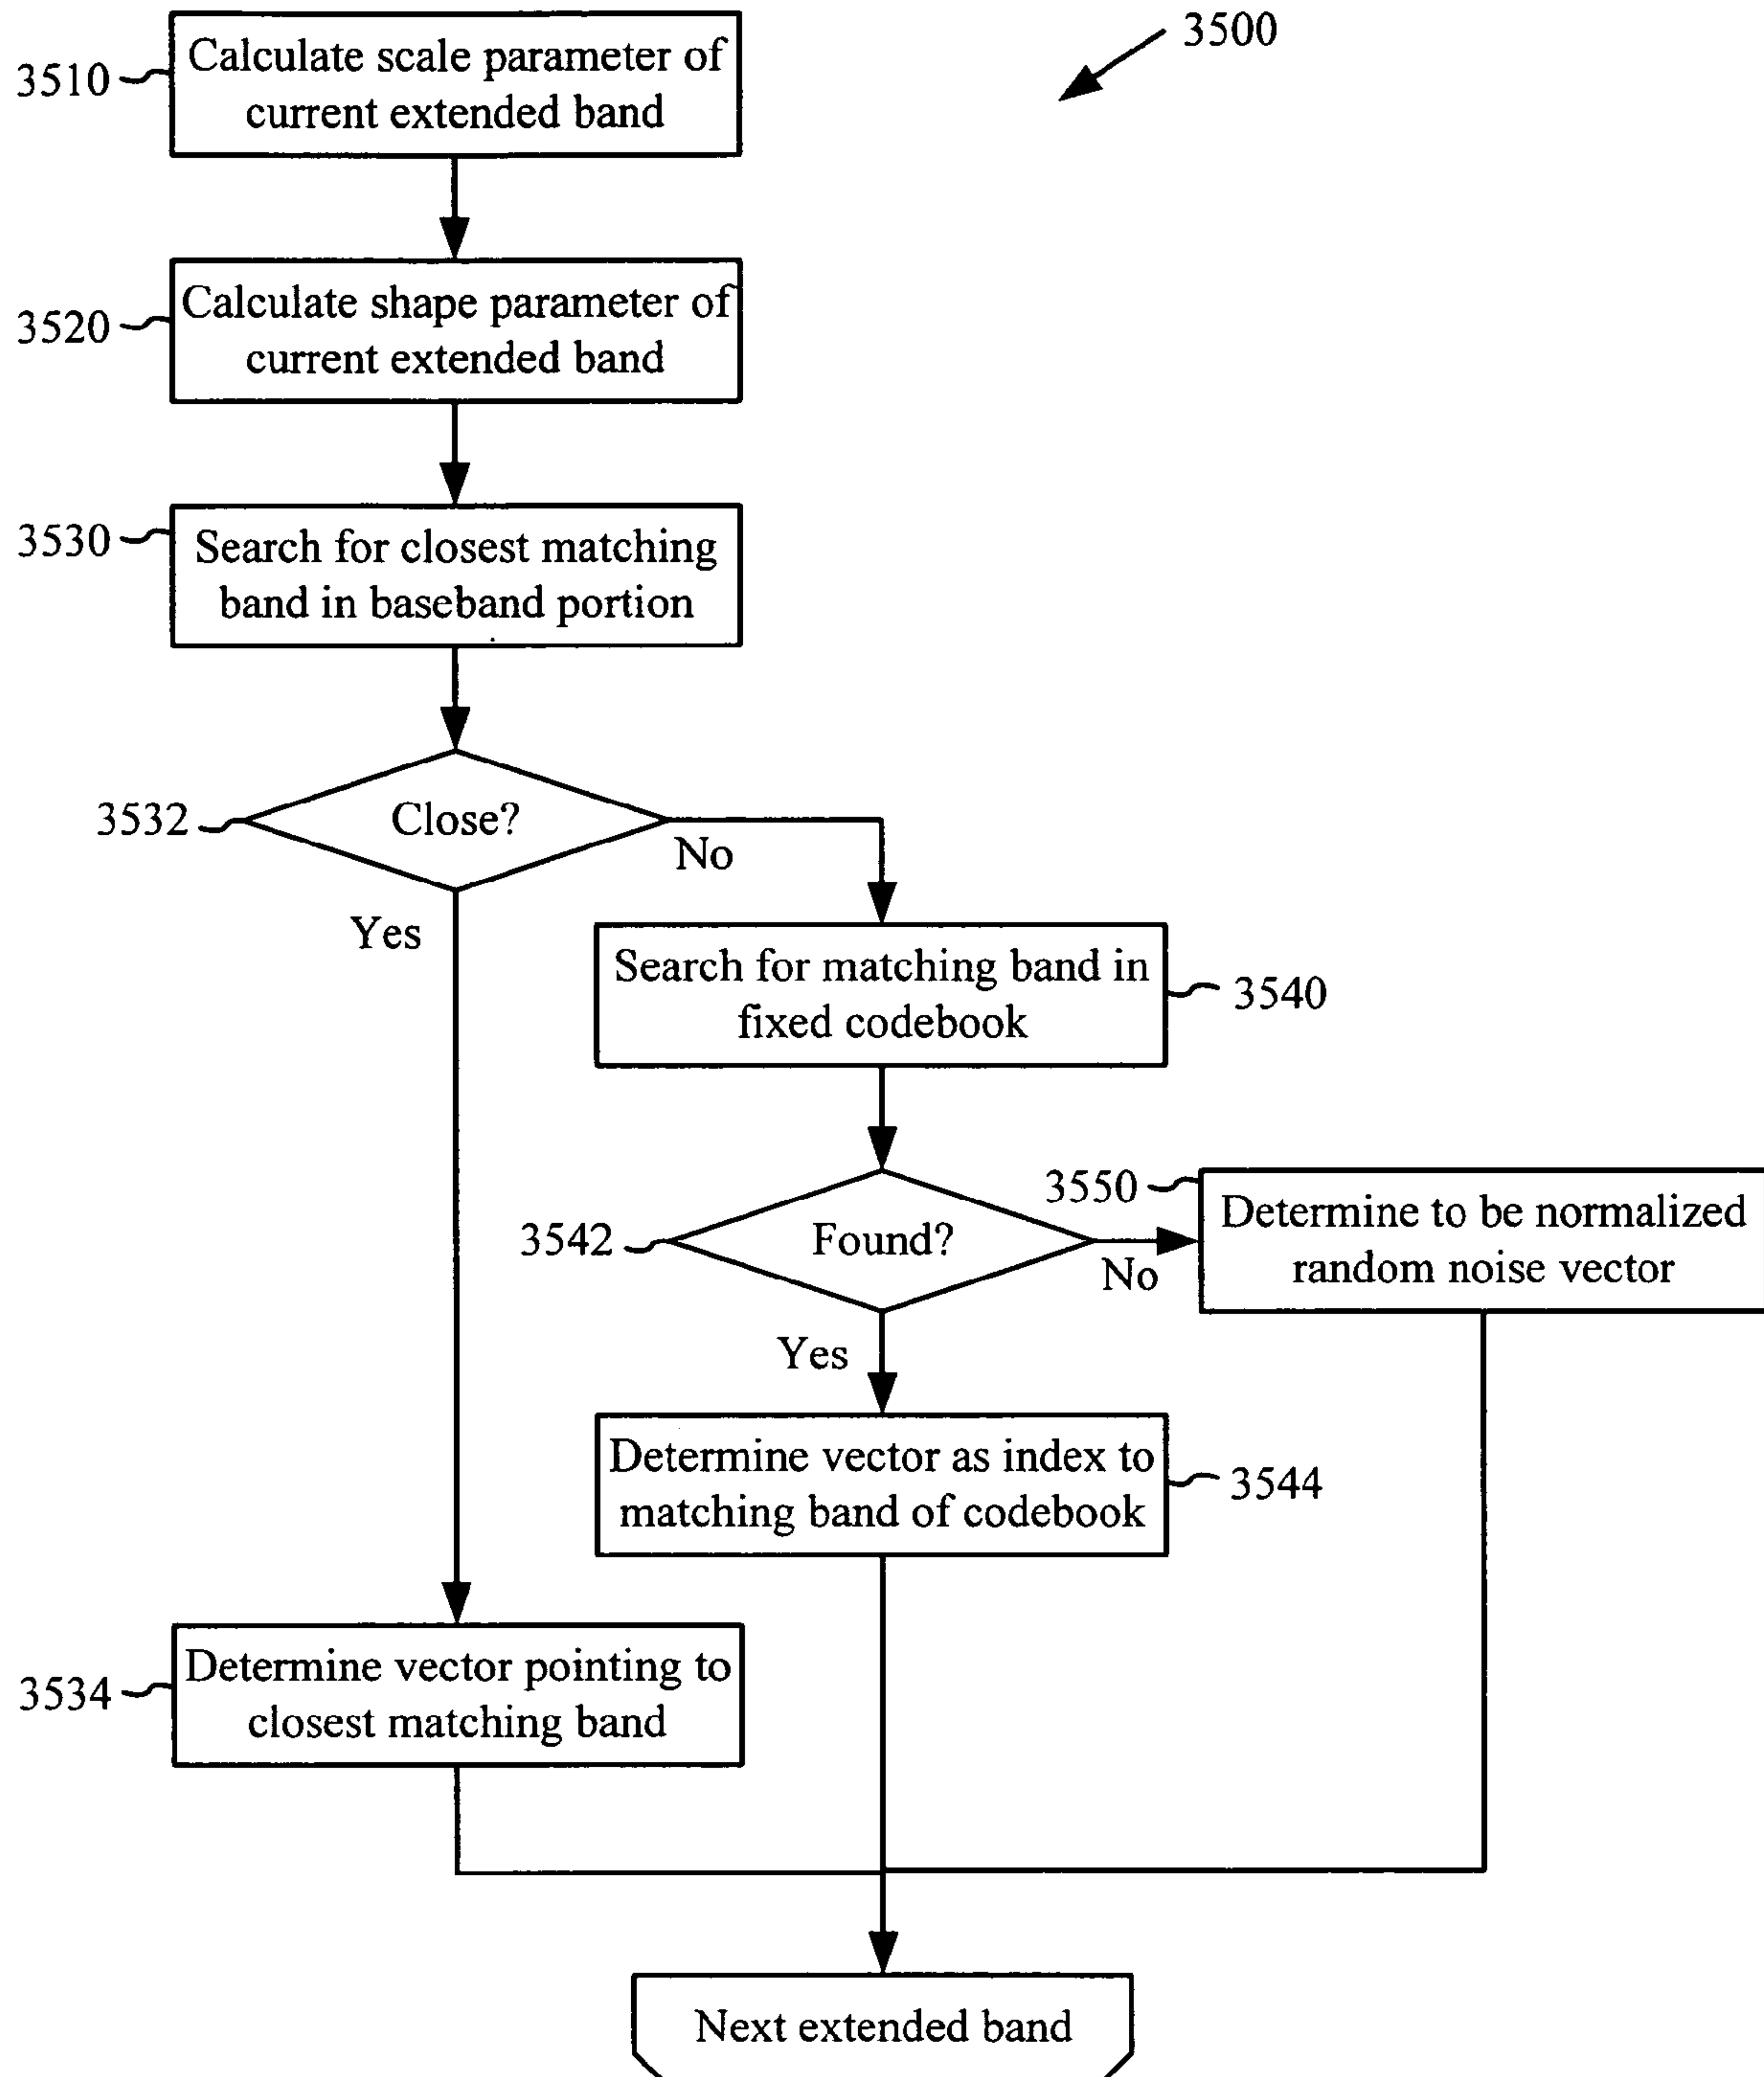 3500
3510
Calculate scale parameter of
current extended band
3520
Calculate shape parameter of
current extended band
3530
Search for closest matching
band in baseband portion
3532
Close?
No
Yes
Search for matching band in
fixed codebook
3540
3542
Found?
No
3550
Determine to be normalized
random noise vector
Yes
Determine vector as index to
matching band of codebook
3544
3534
Determine vector pointing to
closest matching band
Next extended band